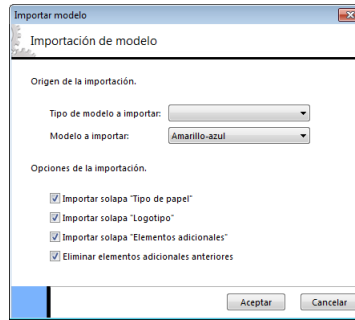 Importar modelo
Importación de modelo
Origen de la importación.
Tipo de modelo a importar:
Modelo a importar: Amarillo-azul
Opciones de la importación.
Importar solapa "Tipo de papel"
Importar solapa "Logotipo"
Importar solapa "Elementos adicionales"
Eliminar elementos adicionales anteriores
Aceptar Cancelar